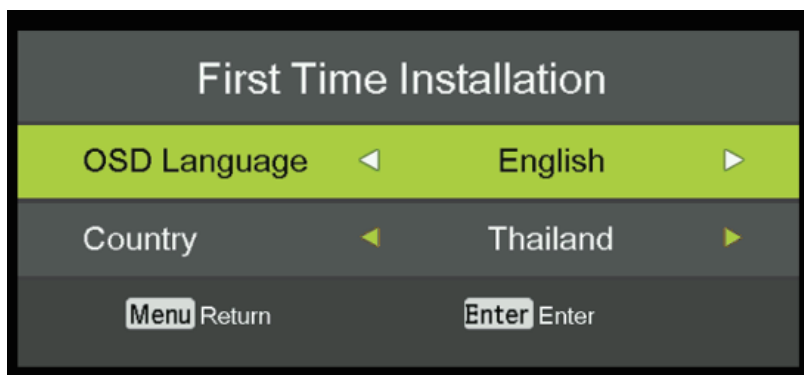 First Time Installation
OSD Language English
Country Thailand
Menu Return Enter Enter